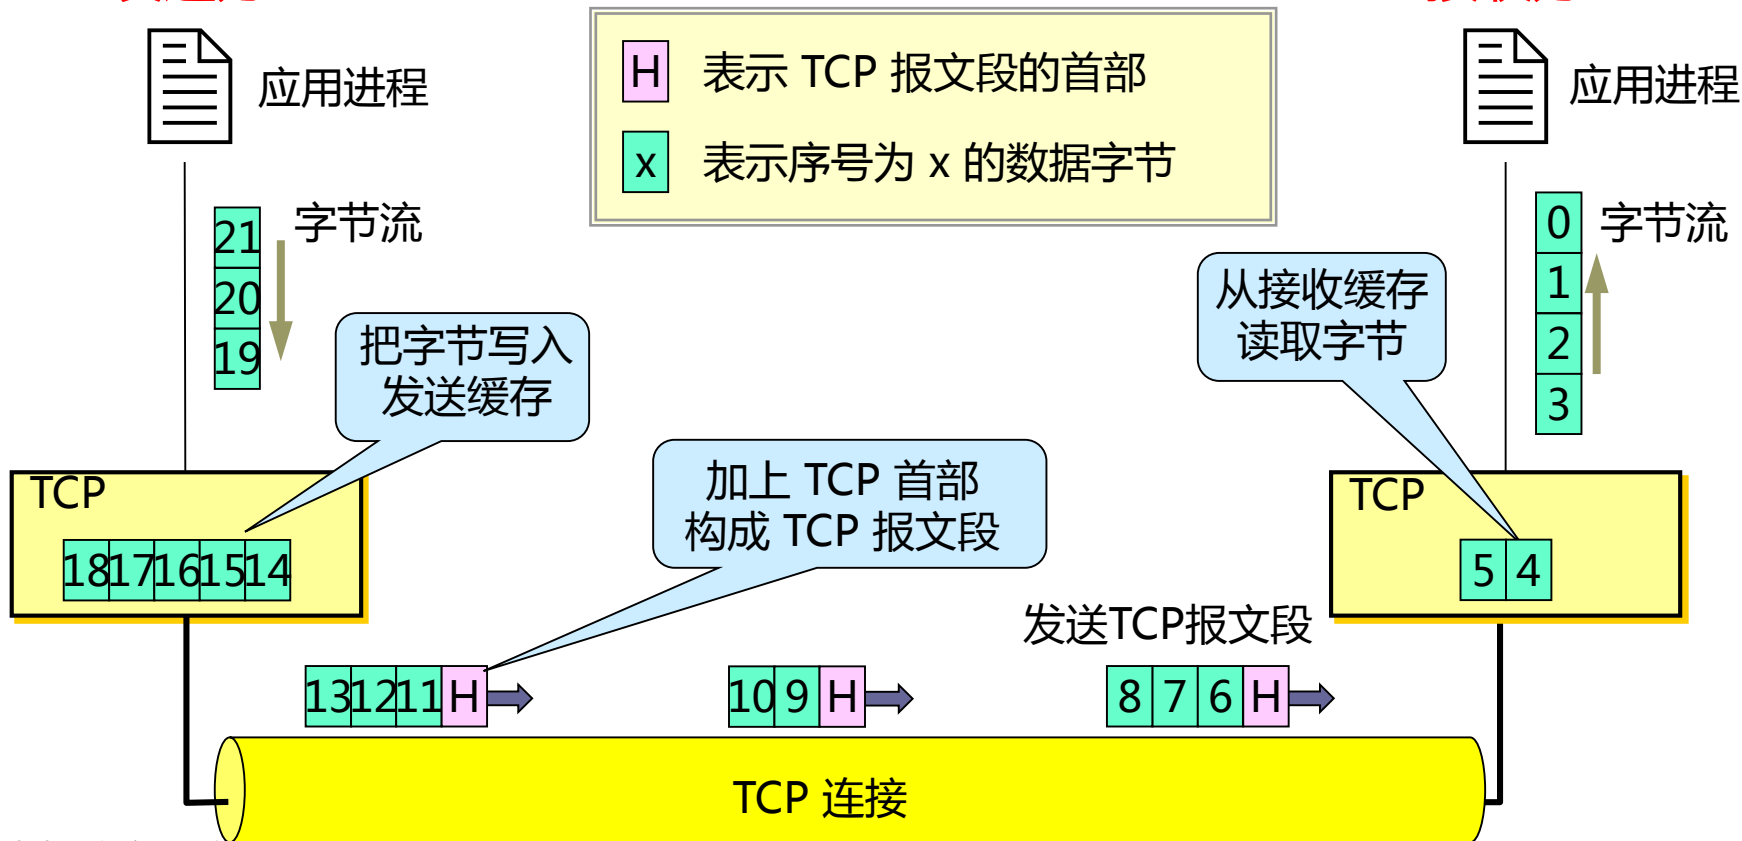 H 表示 TCP 报文段的首部
x 表示序号为 x 的数据字节
应用进程
应用进程
21
20
19
字节流
0
1
2
3
字节流
把字节写入
发送缓存
从接收缓存
读取字节
加上 TCP 首部
构成 TCP 报文段
TCP
18 17 16 15 14
TCP
5 4
发送TCP报文段
13 12 11 H
10 9 H
8 7 6 H
TCP 连接